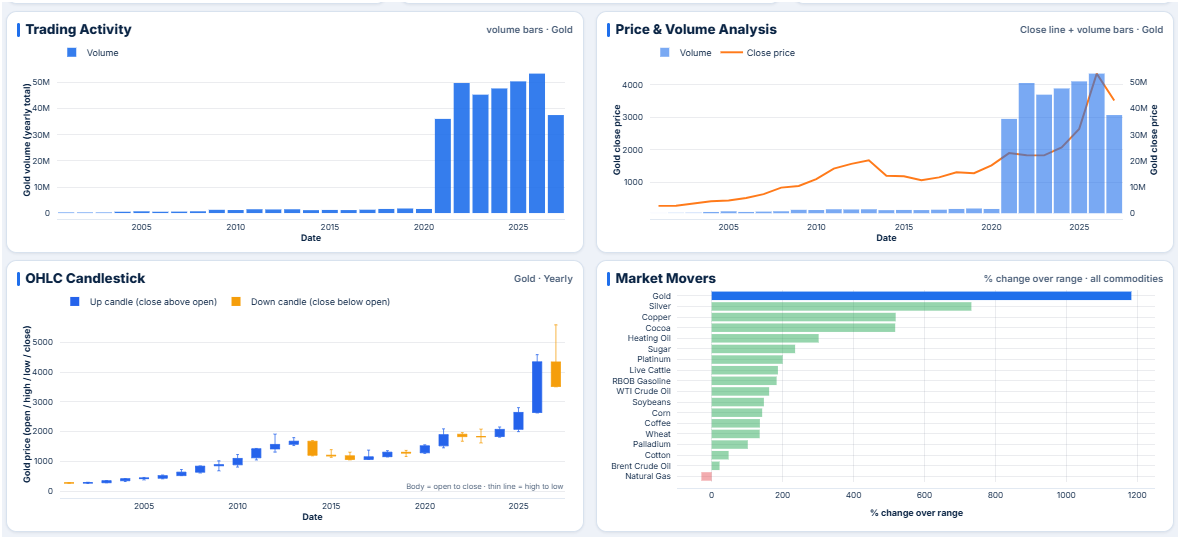 Trading Activity
volume bars · Gold
Volume
Gold volume (yearly total)
50M
40M
30M
20M
10M
0
2005
2010
2015
2020
2025
Date
Price & Volume Analysis
Close line + volume bars · Gold
Volume
Close price
Gold close price
4000
3000
2000
1000
50M
40M
30M
20M
10M
0
Gold close price
2005
2010
2015
2020
2025
Date
OHLC Candlestick
Gold · Yearly
Up candle (close above open)
Down candle (close below open)
Gold price (open / high / low / close)
5000
4000
3000
2000
1000
0
Body = open to close · thin line = high to low
2005
2010
2015
2020
2025
Date
Market Movers
% change over range · all commodities
Gold
Silver
Copper
Cocoa
Heating Oil
Sugar
Platinum
Live Cattle
RBOB Gasoline
WTI Crude Oil
Soybeans
Corn
Coffee
Wheat
Palladium
Cotton
Brent Crude Oil
Natural Gas
0
200
400
600
800
1000
1200
% change over range